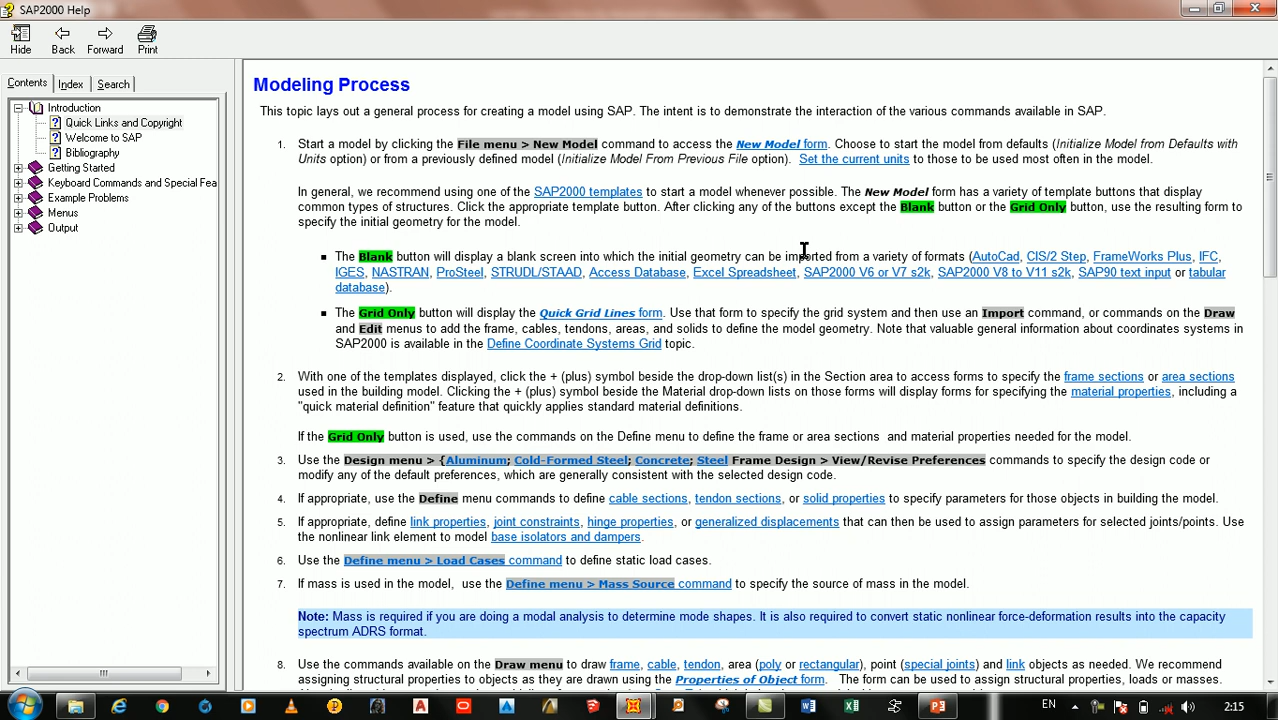 SAP2000 Help
Hide Back Forward Print
Contents Index Search
Introduction
Quick Links and Copyright
Welcome to SAP
Bibliography
Getting Started
Keyboard Commands and Special Fea
Example Problems
Menus
Output
Modeling Process
This topic lays out a general process for creating a model using SAP. The intent is to demonstrate the interaction of the various commands available in SAP.
1. Start a model by clicking the File menu > New Model command to access the New Model form. Choose to start the model from defaults (Initialize Model from Defaults with
Units option) or from a previously defined model (Initialize Model From Previous File option). Set the current units to those to be used most often in the model.
In general, we recommend using one of the SAP2000 templates to start a model whenever possible. The New Model form has a variety of template buttons that display
common types of structures. Click the appropriate template button. After clicking any of the buttons except the Blank button or the Grid Only button, use the resulting form to
specify the initial geometry for the model.
The Blank button will display a blank screen into which the initial geometry can be imported from a variety of formats (AutoCad, CIS/2 Step, FrameWorks Plus, IFC,
IGES, NASTRAN, ProSteel, STRUDL/STAAD, Access Database, Excel Spreadsheet, SAP2000 V6 or V7 s2k, SAP2000 V8 to V11 s2k, SAP90 text input or tabular
database).
The Grid Only button will display the Quick Grid Lines form. Use that form to specify the grid system and then use an Import command, or commands on the Draw
and Edit menus to add the frame, cables, tendons, areas, and solids to define the model geometry. Note that valuable general information about coordinates systems in
SAP2000 is available in the Define Coordinate Systems Grid topic.
2. With one of the templates displayed, click the + (plus) symbol beside the drop-down list(s) in the Section area to access forms to specify the frame sections or area sections
used in the building model. Clicking the + (plus) symbol beside the Material drop-down lists on those forms will display forms for specifying the material properties, including a
"quick material definition" feature that quickly applies standard material definitions.
If the Grid Only button is used, use the commands on the Define menu to define the frame or area sections and material properties needed for the model.
3. Use the Design menu > {Aluminum; Cold-Formed Steel; Concrete; Steel Frame Design > View/Revise Preferences commands to specify the design code or
modify any of the default preferences, which are generally consistent with the selected design code.
4. If appropriate, use the Define menu commands to define cable sections, tendon sections, or solid properties to specify parameters for those objects in building the model.
5. If appropriate, define link properties, joint constraints, hinge properties, or generalized displacements that can then be used to assign parameters for selected joints/points. Use
the nonlinear link element to model base isolators and dampers.
6. Use the Define menu > Load Cases command to define static load cases.
7. If mass is used in the model, use the Define menu > Mass Source command to specify the source of mass in the model.
Note: Mass is required if you are doing a modal analysis to determine mode shapes. It is also required to convert static nonlinear force-deformation results into the capacity
spectrum ADRS format.
8. Use the commands available on the Draw menu to draw frame, cable, tendon, area (poly or rectangular), point (special joints) and link objects as needed. We recommend
assigning structural properties to objects as they are drawn using the Properties of Object form. The form can be used to assign structural properties, loads or masses.
EN 2:15